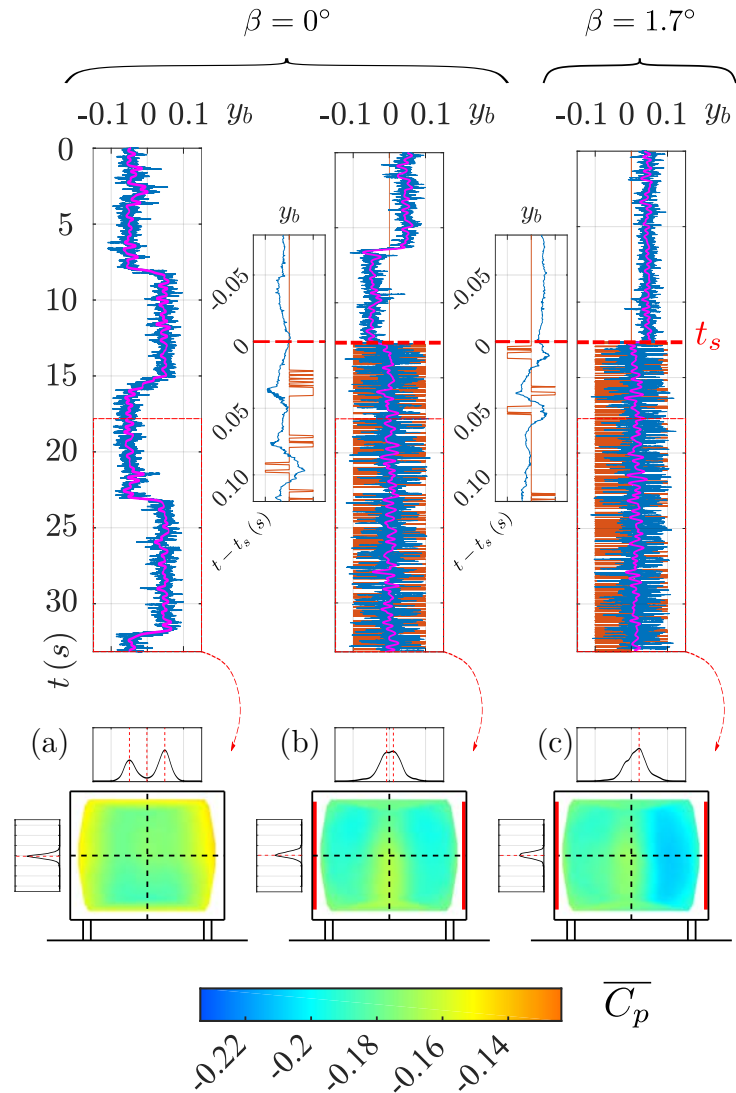 β = 0° β = 1.7°
-0.1 0 0.1 y_b -0.1 0 0.1 y_b -0.1 0 0.1 y_b
0
5
10
15
20
25
30
t (s)
y_b
-0.05
0
0.05
0.10
t − t_s (s)
y_b
-0.05
0
0.05
0.10
t − t_s (s)
t_s
(a) (b) (c)
-0.22 -0.2 -0.18 -0.16 -0.14
\overline{C_p}